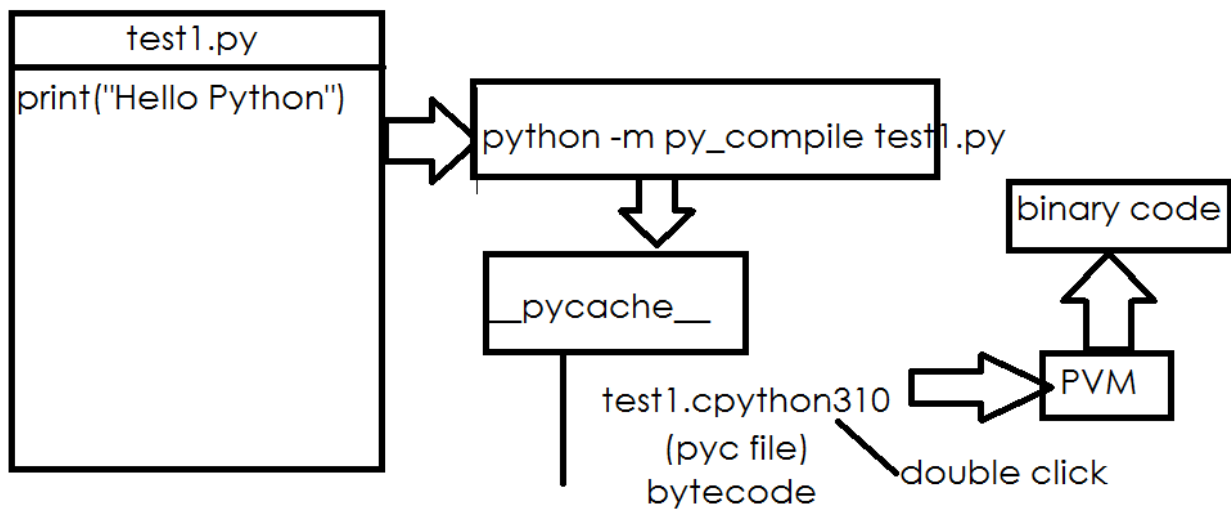 test1.py
print("Hello Python")
python -m py_compile test1.py
__pycache__
test1.cpython310
(pyc file)
bytecode
double click
PVM
binary code